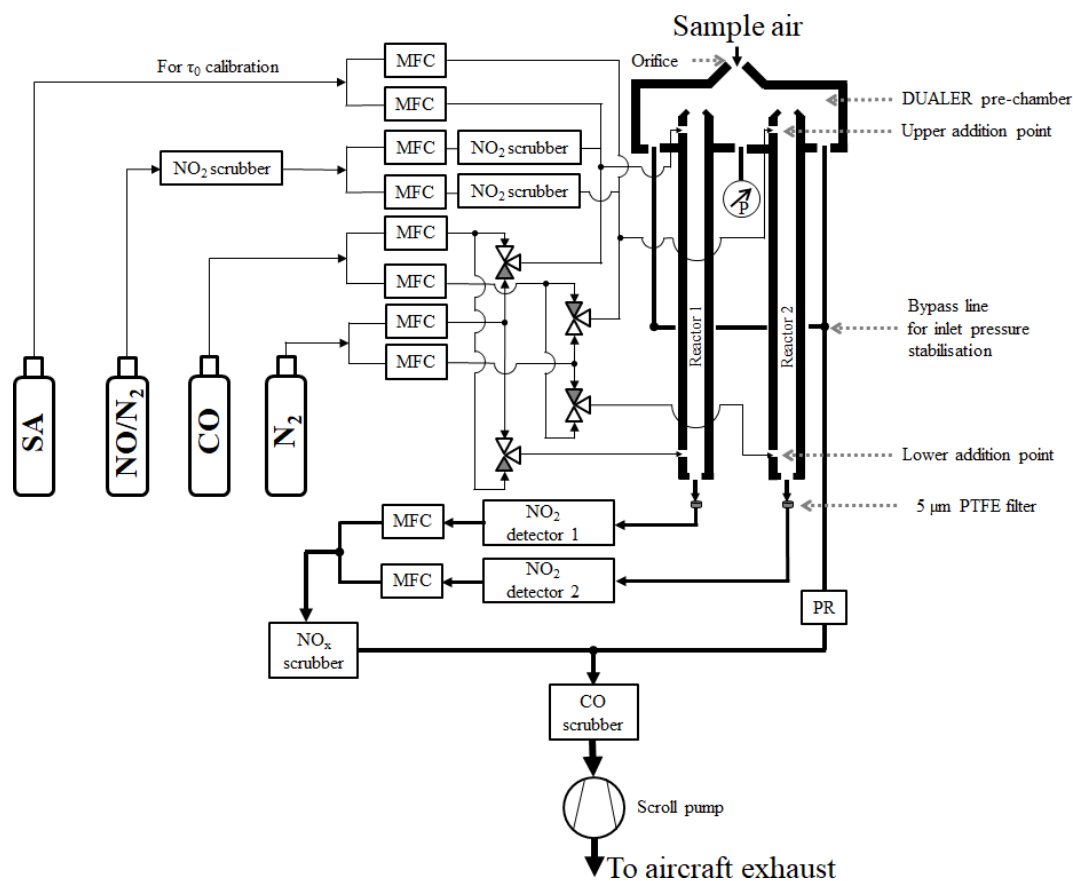 Sample air
Orifice
For τ0 calibration
MFC
MFC
DUALER pre-chamber
Upper addition point
NO2 scrubber
MFC
NO2 scrubber
MFC
NO2 scrubber
P
MFC
MFC
MFC
MFC
Reactor 1
Reactor 2
Bypass line
for inlet pressure
stabilisation
SA
NO/N2
CO
N2
Lower addition point
5 μm PTFE filter
MFC
NO2
detector 1
MFC
NO2
detector 2
PR
NOx
scrubber
CO
scrubber
Scroll pump
To aircraft exhaust